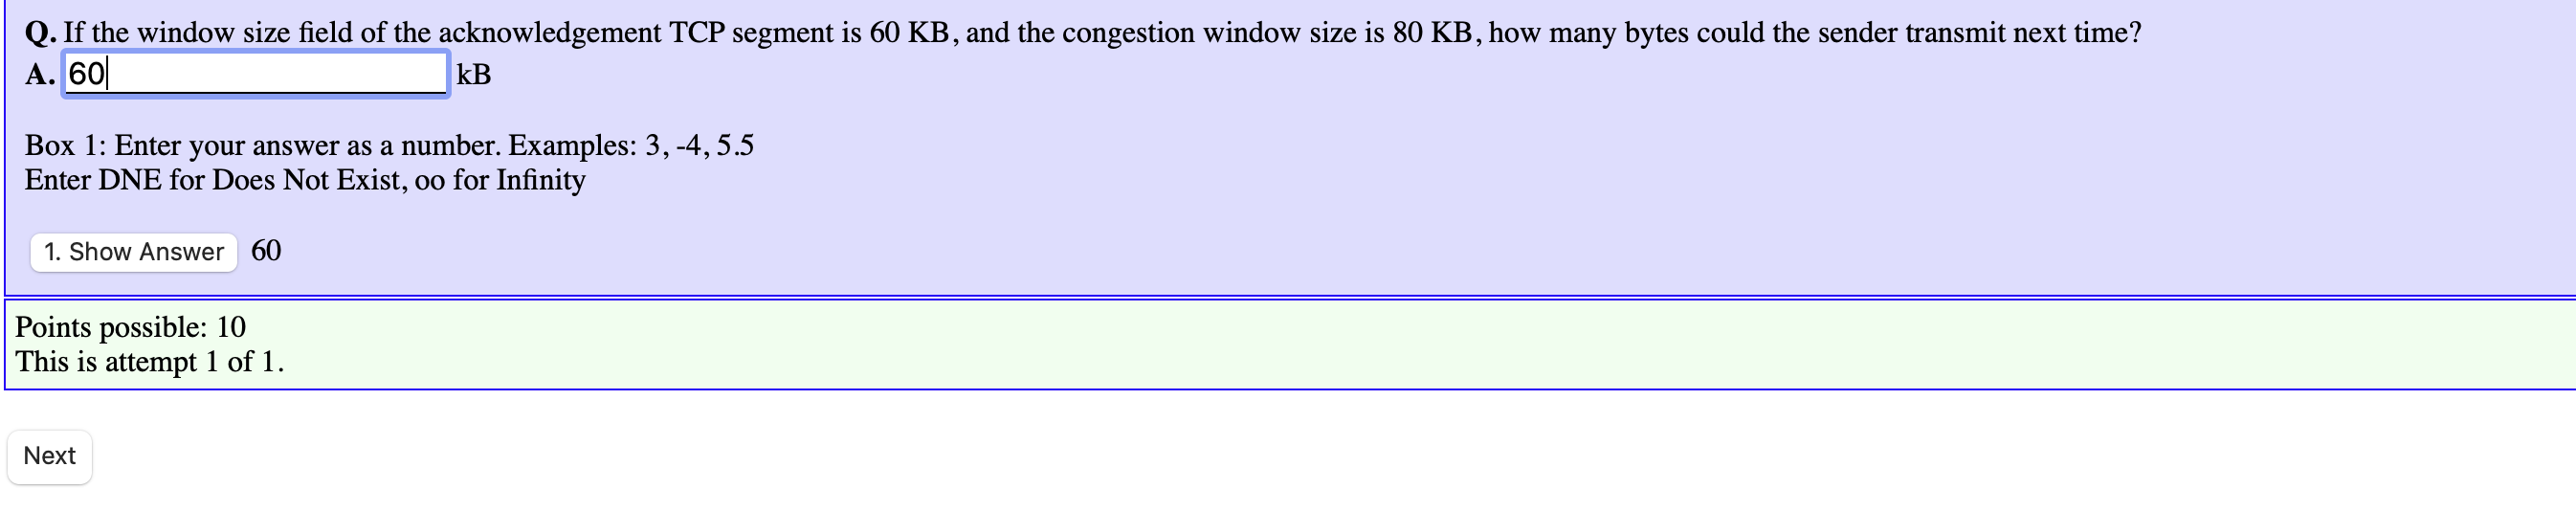 Q. If the window size field of the acknowledgement TCP segment is 60 KB, and the congestion window size is 80 KB, how many bytes could the sender transmit next time?
A. 60 kB
Box 1: Enter your answer as a number. Examples: 3, -4, 5.5
Enter DNE for Does Not Exist, oo for Infinity
1. Show Answer 60
Points possible: 10
This is attempt 1 of 1.
Next